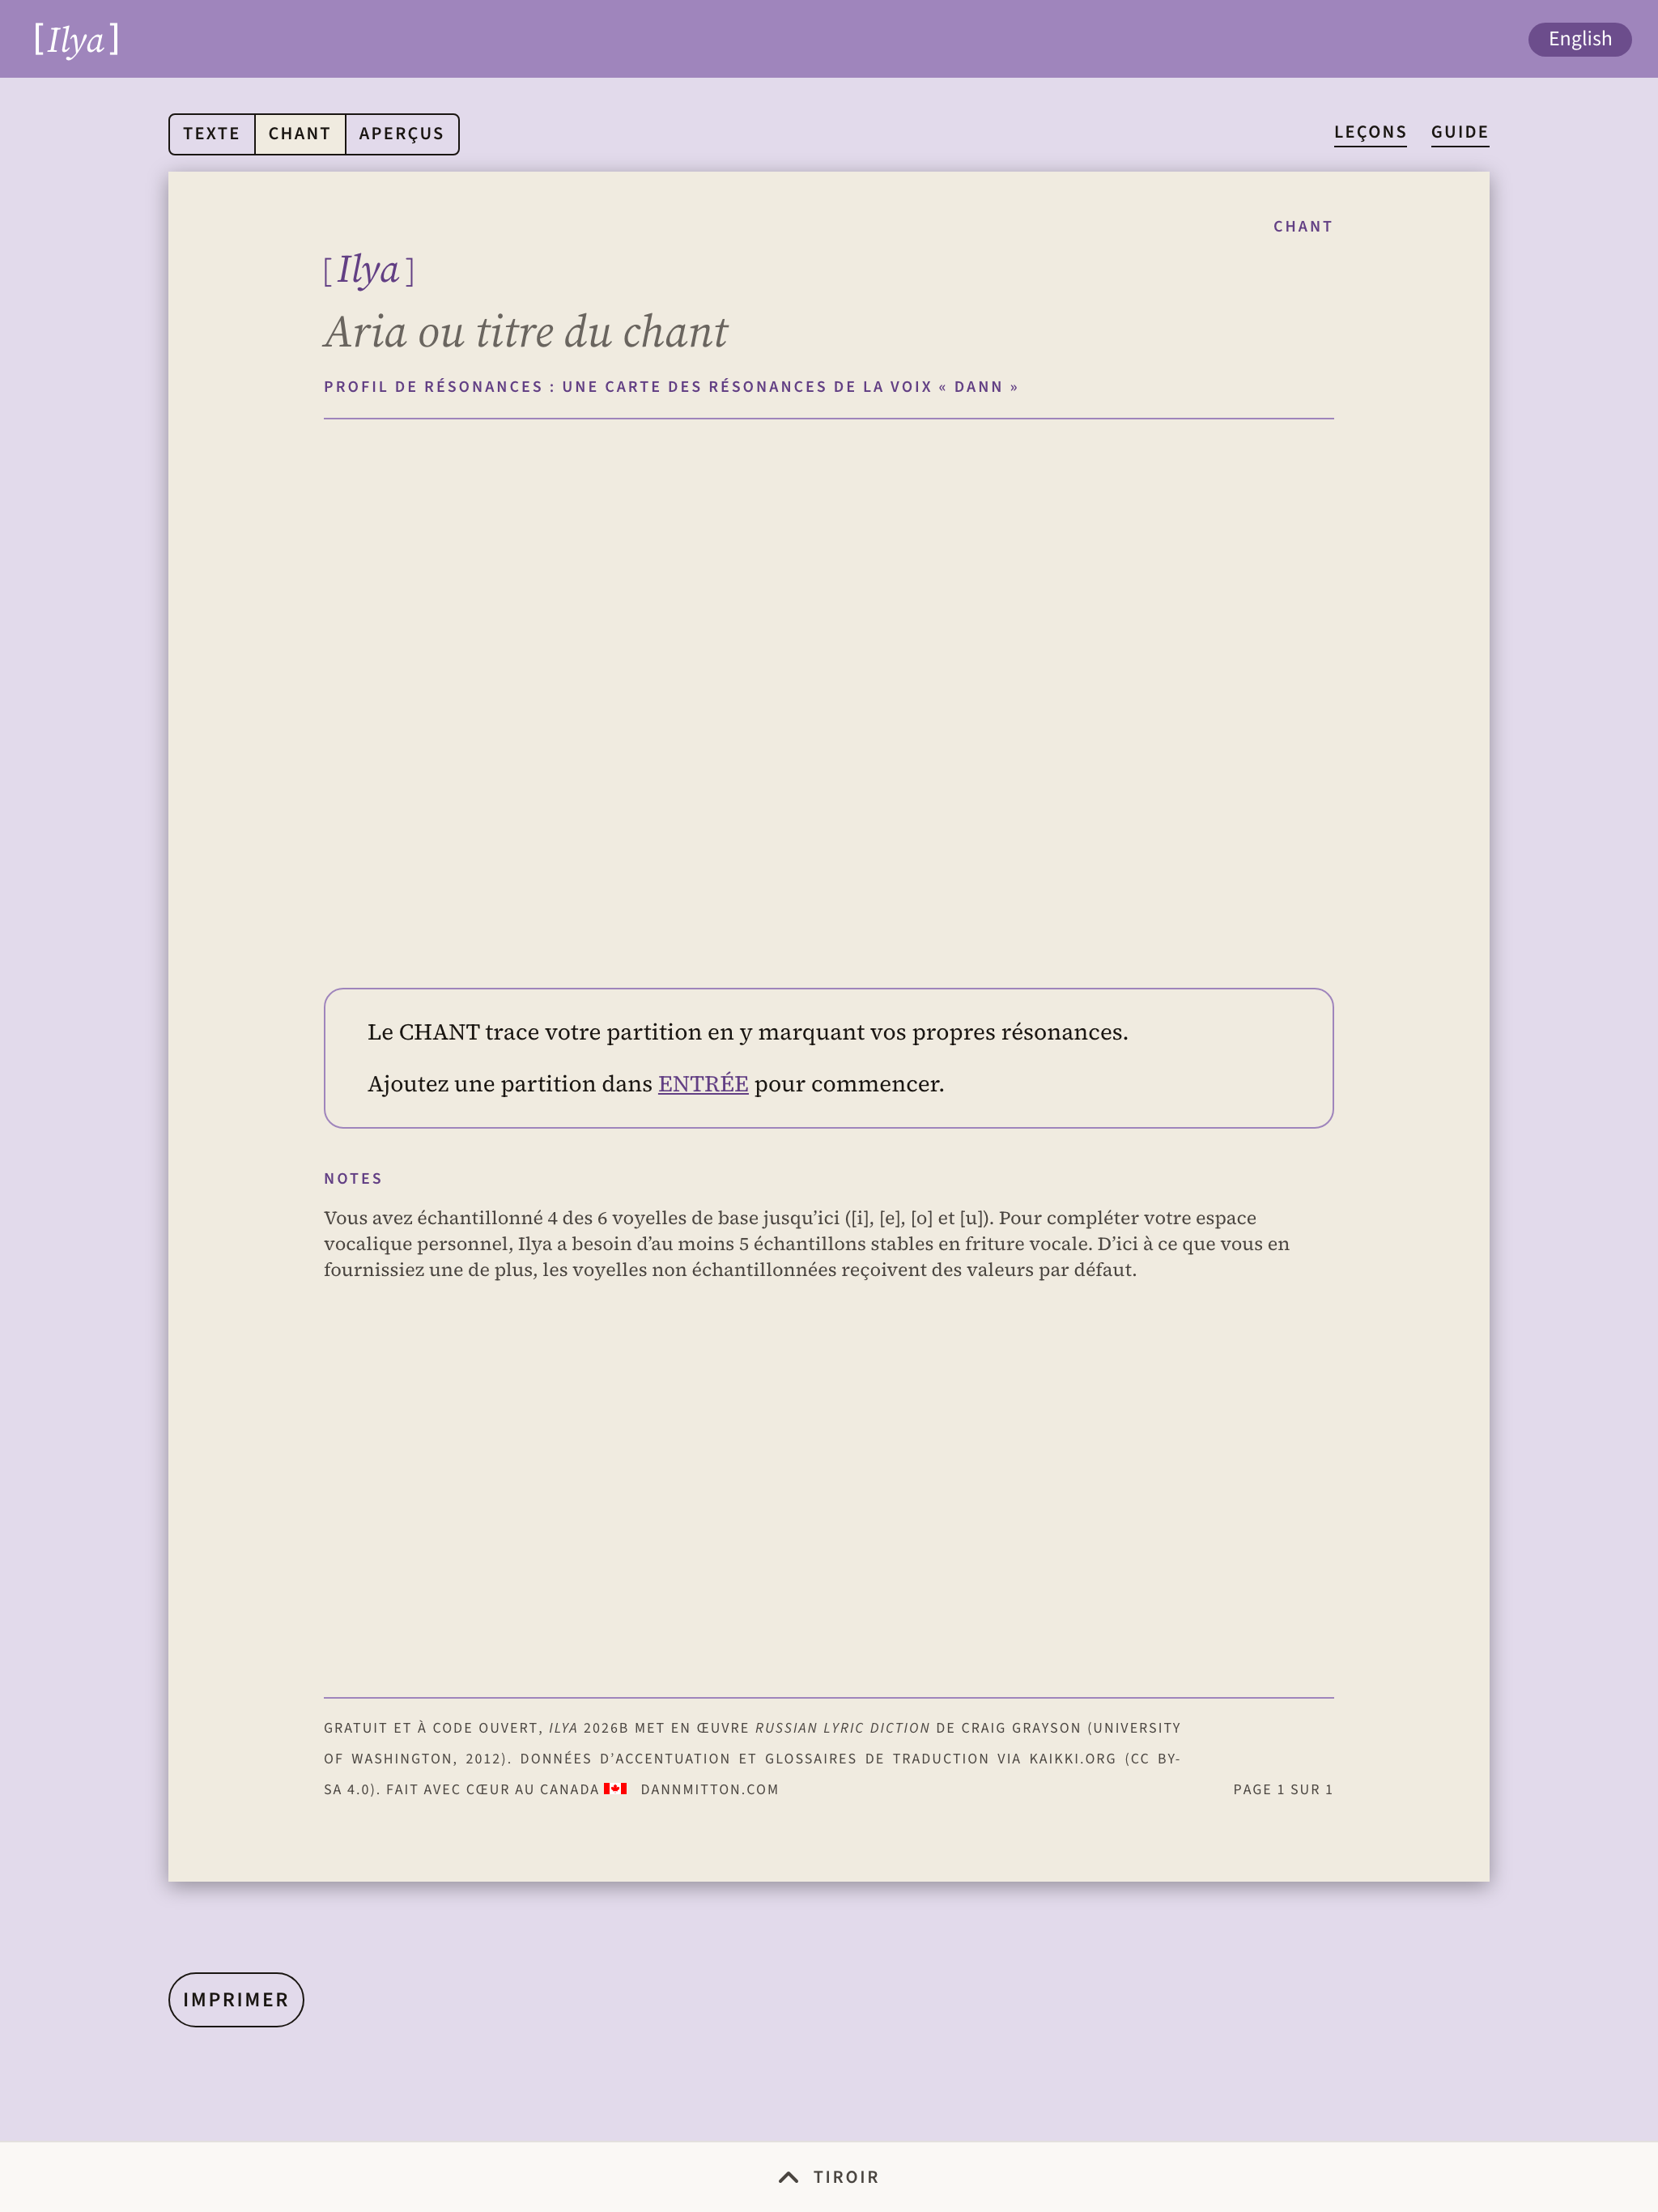 [Ilya]
English
TEXTE CHANT APERÇUS
LEÇONS GUIDE
CHANT
[Ilya]
Aria ou titre du chant
PROFIL DE RÉSONANCES : UNE CARTE DES RÉSONANCES DE LA VOIX « DANN »
Le CHANT trace votre partition en y marquant vos propres résonances.
Ajoutez une partition dans ENTRÉE pour commencer.
NOTES
Vous avez échantillonné 4 des 6 voyelles de base jusqu’ici ([i], [e], [o] et [u]). Pour compléter votre espace
vocalique personnel, Ilya a besoin d’au moins 5 échantillons stables en friture vocale. D’ici à ce que vous en
fournissiez une de plus, les voyelles non échantillonnées reçoivent des valeurs par défaut.
GRATUIT ET À CODE OUVERT, ILYA 2026B MET EN ŒUVRE RUSSIAN LYRIC DICTION DE CRAIG GRAYSON (UNIVERSITY
OF WASHINGTON, 2012). DONNÉES D’ACCENTUATION ET GLOSSAIRES DE TRADUCTION VIA KAIKKI.ORG (CC BY-
SA 4.0). FAIT AVEC CŒUR AU CANADA 🇨🇦 DANNMITTON.COM
PAGE 1 SUR 1
IMPRIMER
TIROIR